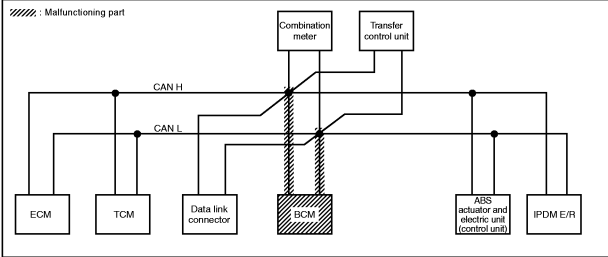 : Malfunctioning part
Combination
meter
Transfer
control unit
CAN H
CAN L
ECM
TCM
Data link
connector
BCM
ABS
actuator and
electric unit
(control unit)
IPDM E/R